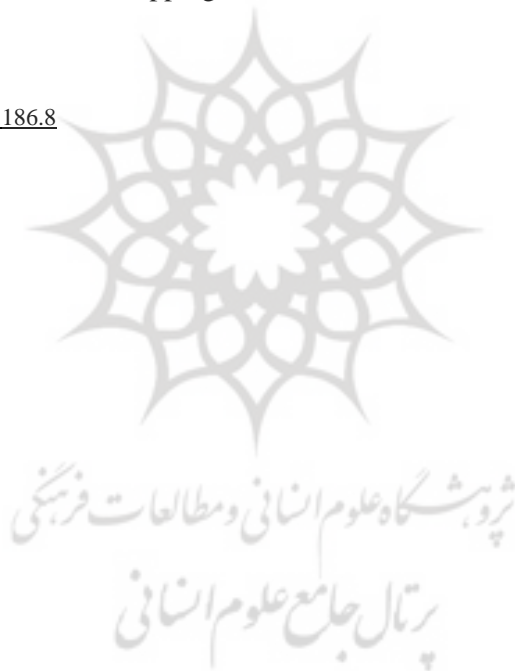 186.8
پژوهشگاه علوم انسانی و مطالعات فرهنگی
پرتال جامع علوم انسانی